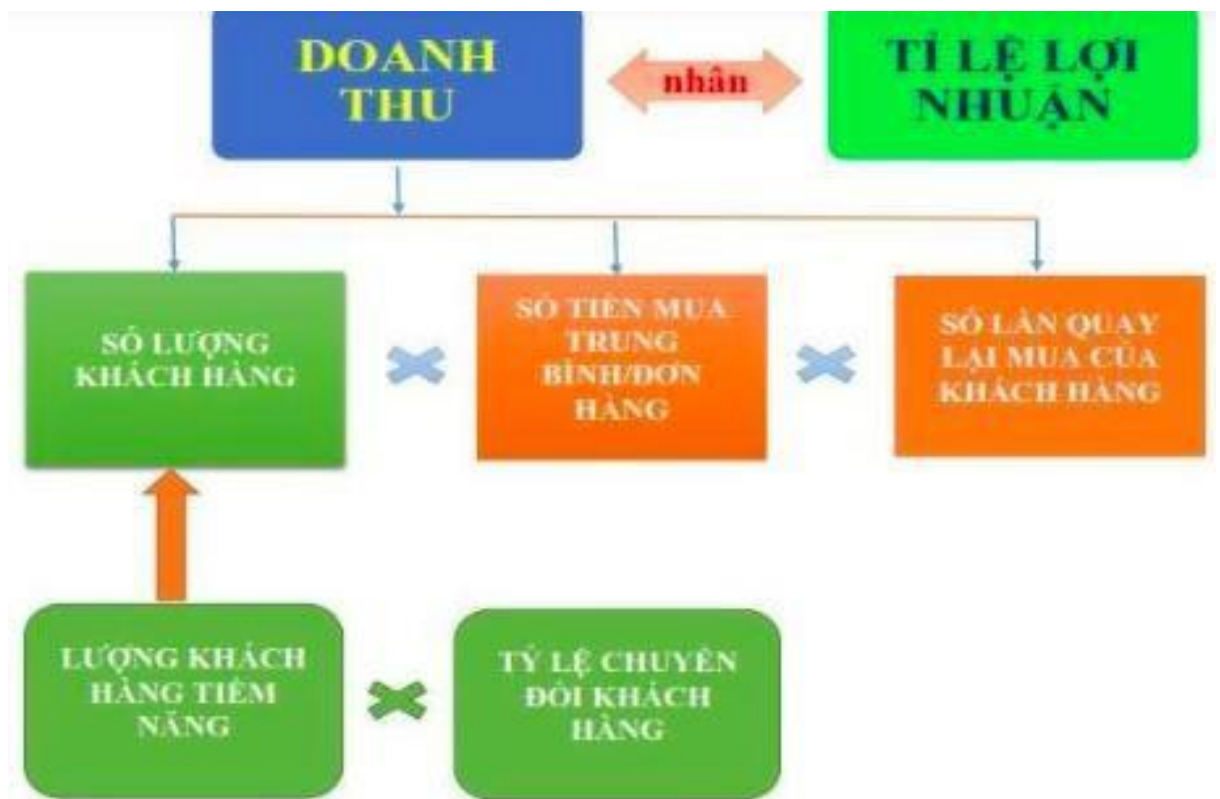 DOANH
THU
nhân
TỈ LỆ LỢI
NHUẬN
SỐ LƯỢNG
KHÁCH HÀNG
SỐ TIỀN MUA
TRUNG
BÌNH/ĐƠN
HÀNG
SỐ LẦN QUAY
LẠI MUA CỦA
KHÁCH HÀNG
LƯỢNG KHÁCH
HÀNG TIỀM
NĂNG
TỶ LỆ CHUYỂN
ĐỔI KHÁCH
HÀNG